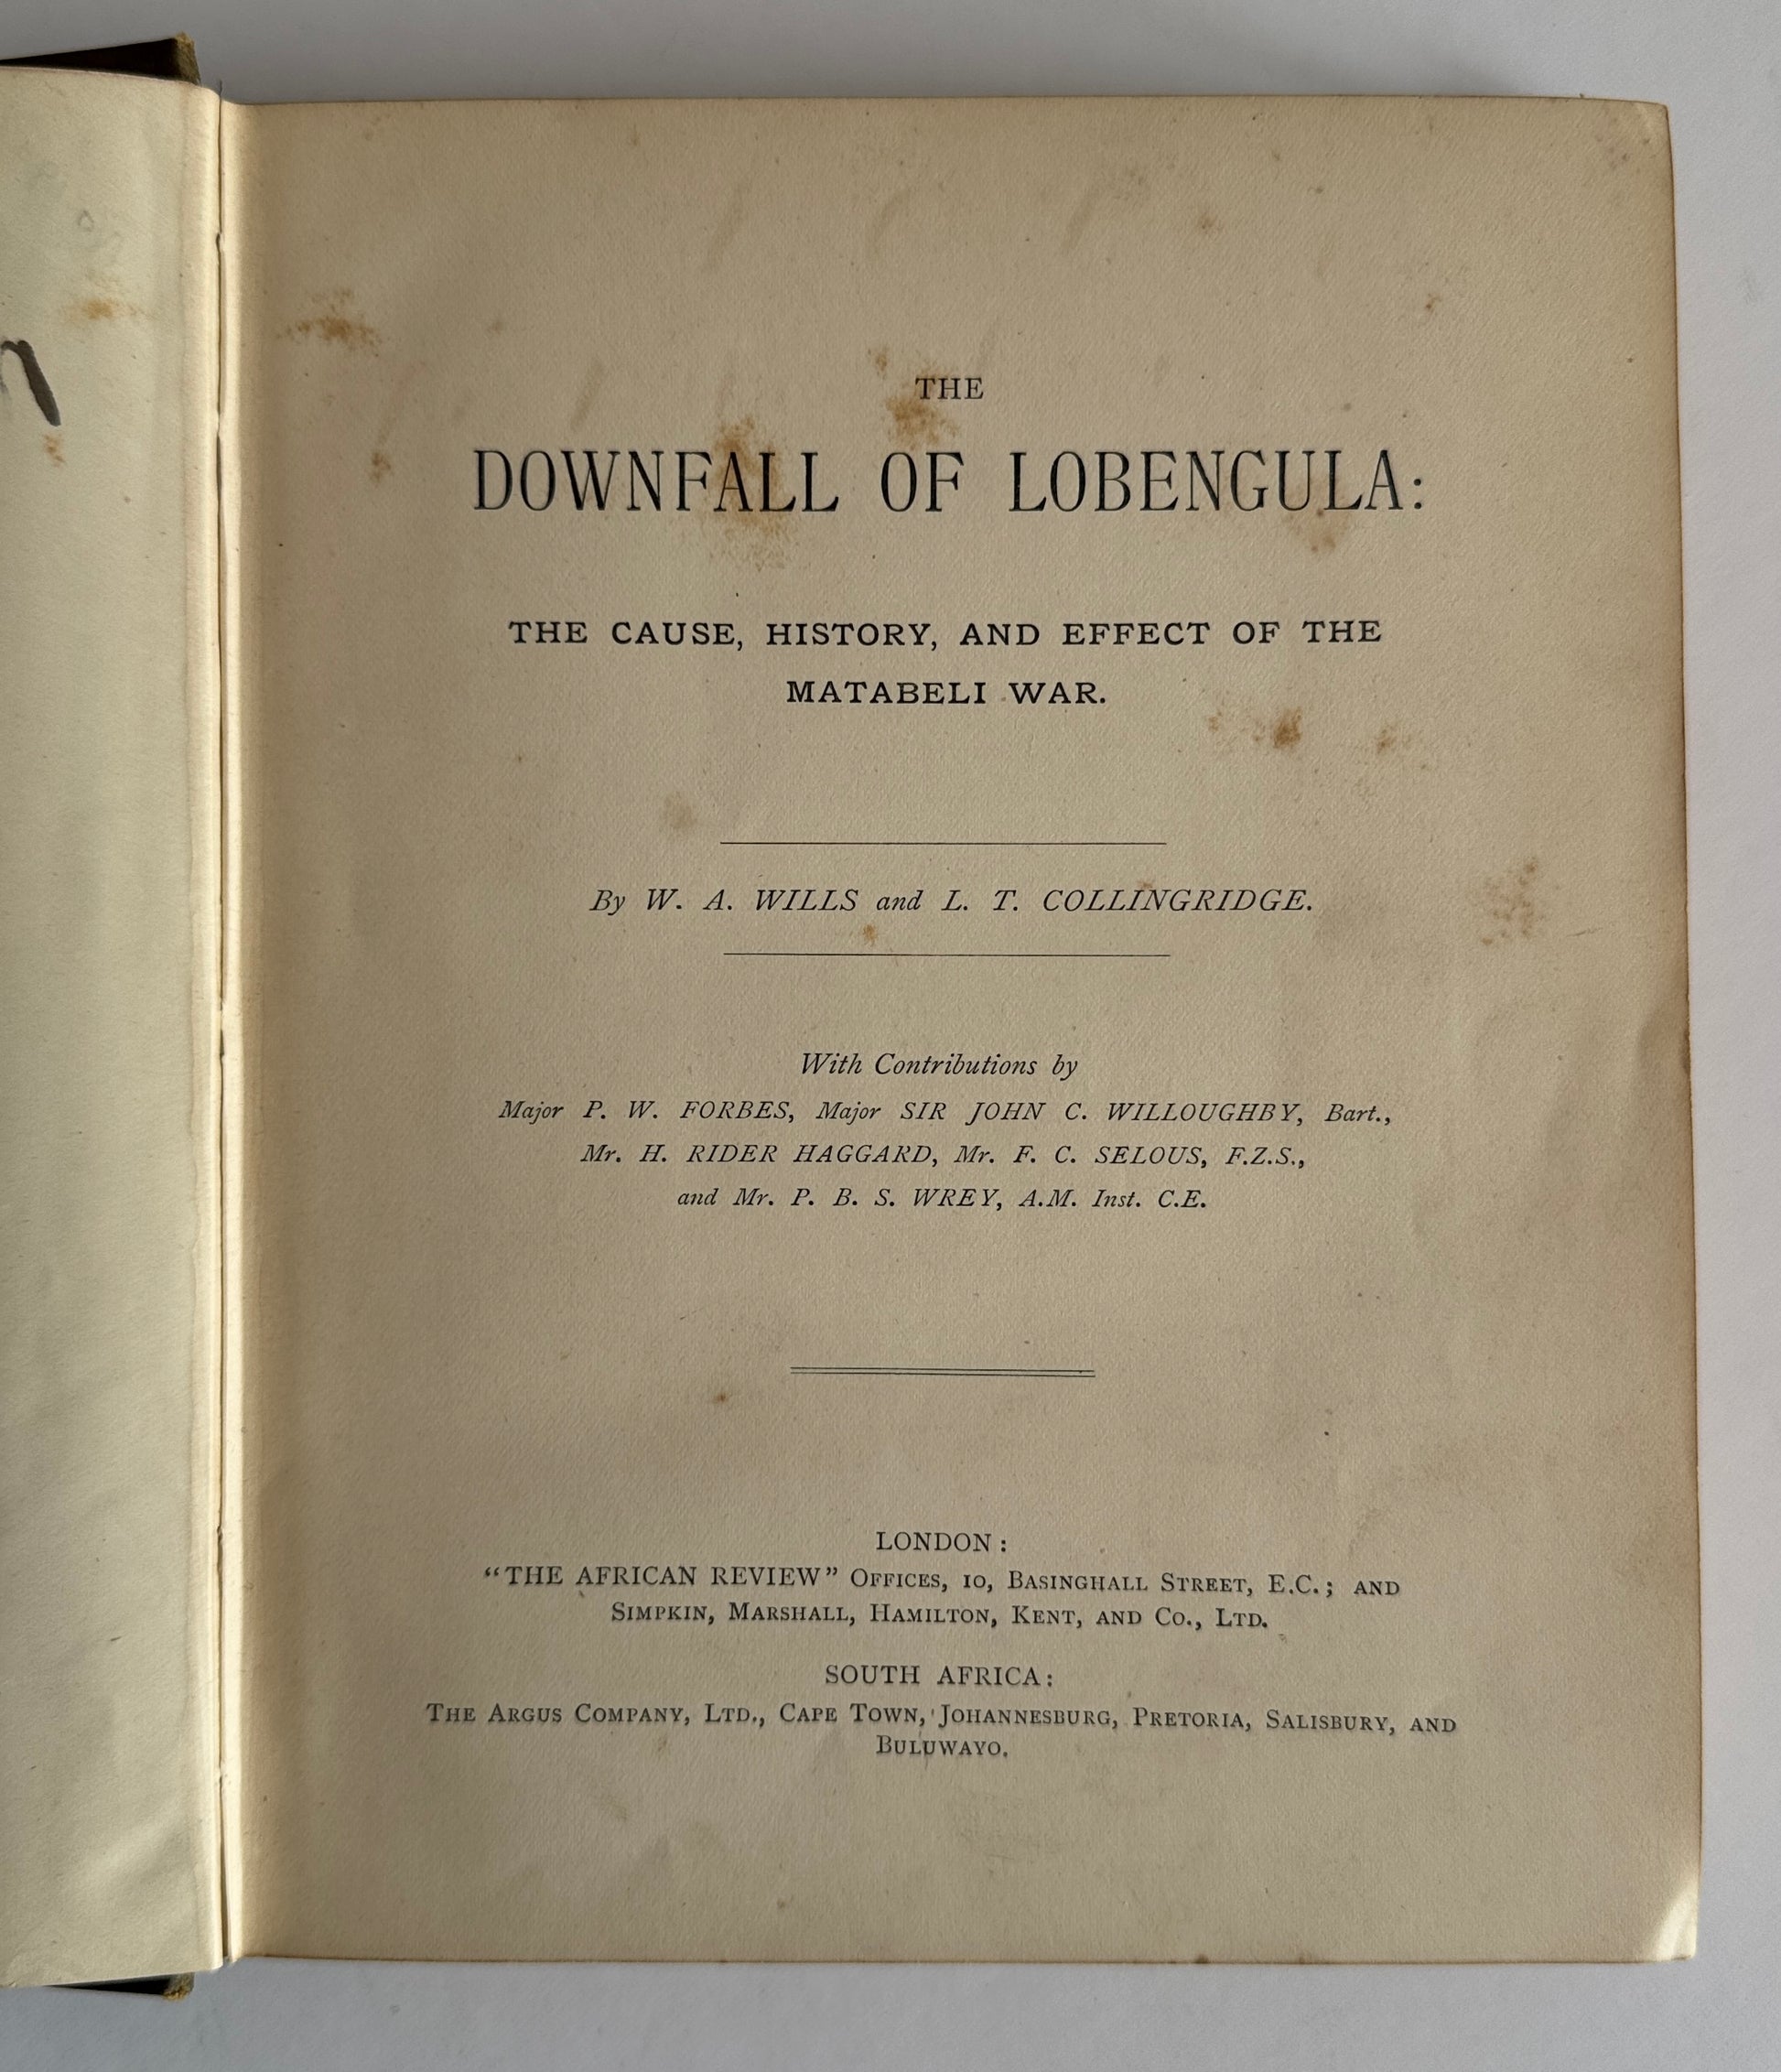 THE
DOWNFALL OF LOBENGULA:
THE CAUSE, HISTORY, AND EFFECT OF THE
MATABELI WAR.
By W. A. WILLS and L. T. COLLINGRIDGE.
With Contributions by
Major P. W. FORBES, Major SIR JOHN C. WILLOUGHBY, Bart.,
Mr. H. RIDER HAGGARD, Mr. F. C. SELOUS, F.Z.S.,
and Mr. P. B. S. WREY, A.M. Inst. C.E.
LONDON:
"THE AFRICAN REVIEW" OFFICES, 10, BASINGHALL STREET, E.C.; AND
SIMPKIN, MARSHALL, HAMILTON, KENT, AND CO., LTD.
SOUTH AFRICA:
THE ARGUS COMPANY, LTD., CAPE TOWN, JOHANNESBURG, PRETORIA, SALISBURY, AND
BULUWAYO.